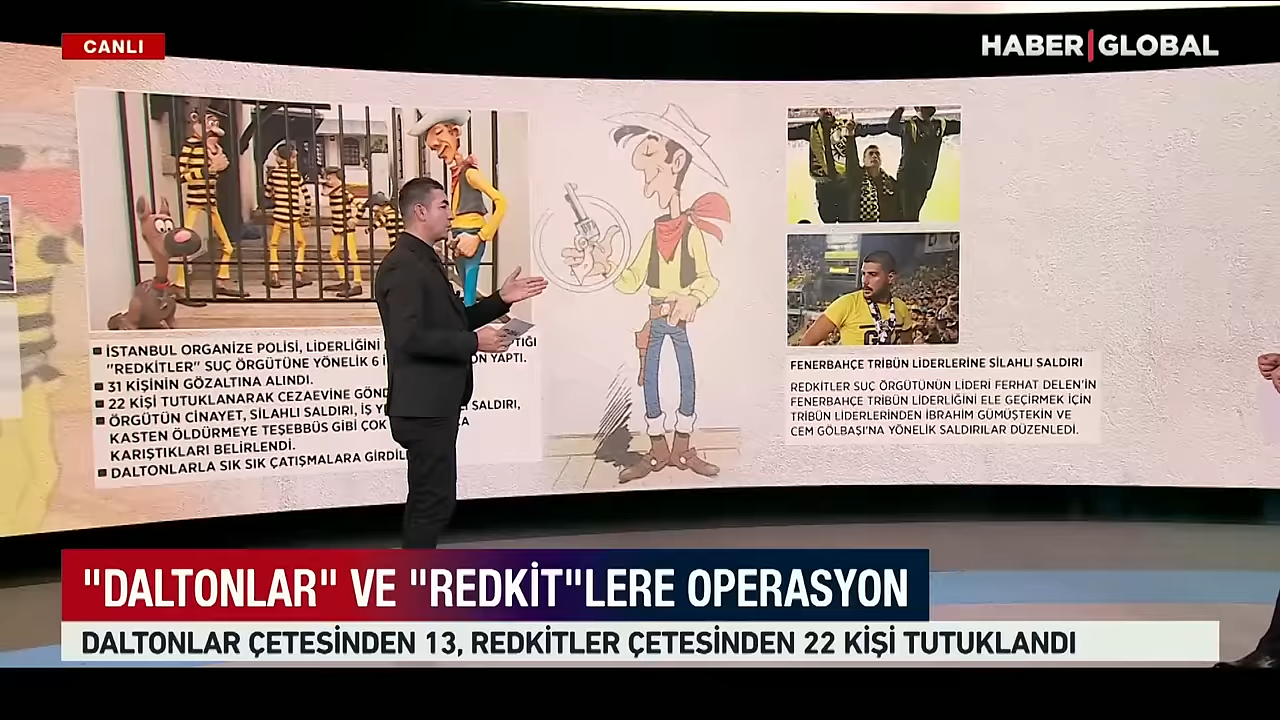 CANLI
HABER GLOBAL
İSTANBUL ORGANİZE POLİSİ, LİDERLİĞİNİ
"REDKİTLER" SUÇ ÖRGÜTÜNE YÖNELİK 6 YAPTI.
31 KİŞİNİN GÖZALTINA ALINDI.
22 KİŞİ TUTUKLANARAK CEZAEVİNE
ÖRGÜTÜN CİNAYET, SİLAHLI SALDIRI, İŞ SALDIRI,
KASTEN ÖLDÜRMEYE TEŞEBBÜS GİBİ ÇOK
KARIŞTIKLARI BELİRLENDİ.
DALTONLARLA SIK SIK ÇATIŞMALARA
FENERBAHÇE TRİBÜN LİDERLERİNE SİLAHLI SALDIRI
REDKİTLER SUÇ ÖRGÜTÜNÜN LİDERİ FERHAT DELEN'İN
FENERBAHÇE TRİBÜN LİDERLİĞİNİ ELE GEÇİRMEK İÇİN
TRİBÜN LİDERLERİNDEN İBRAHİM GÜMÜŞTEKİN VE
CEM GÖLBAŞI'NA YÖNELİK SALDIRILAR DÜZENLEDİ.
"DALTONLAR" VE "REDKİT"LERE OPERASYON
DALTONLAR ÇETESİNDEN 13, REDKİTLER ÇETESİNDEN 22 KİŞİ TUTUKLANDI